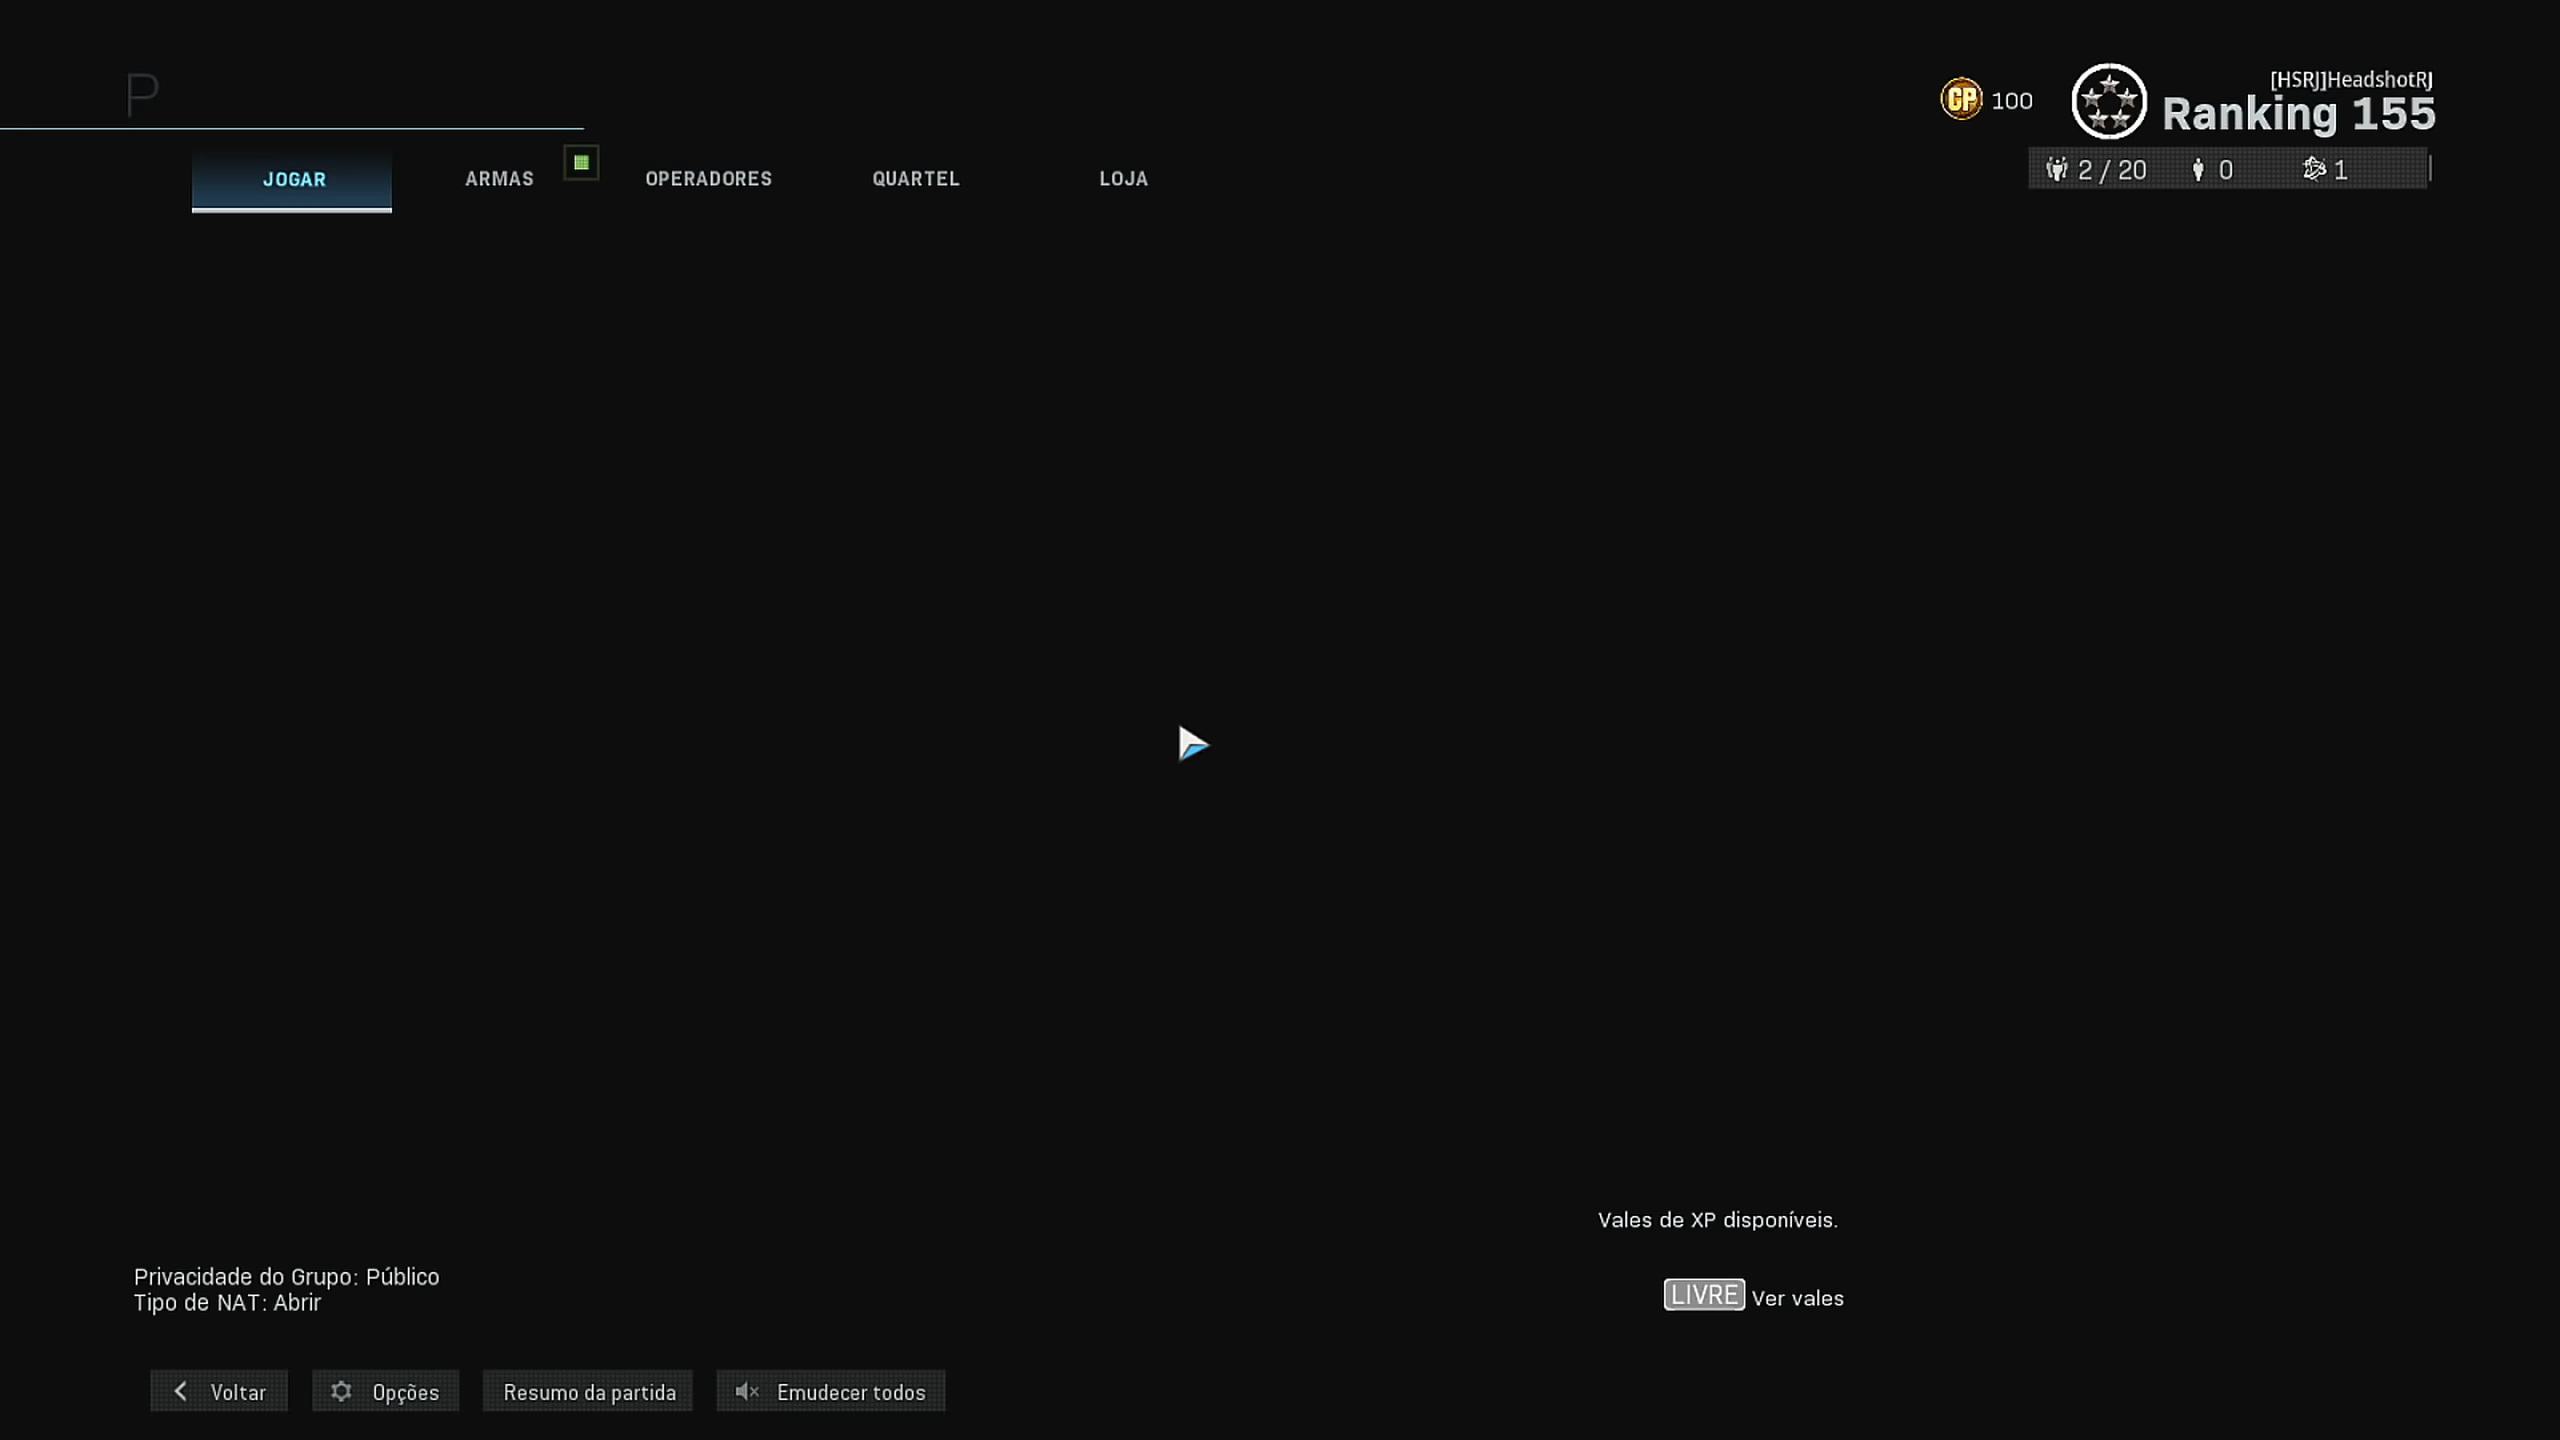 P
CP 100
[HSRJ]HeadshotRJ
Ranking 155
JOGAR ARMAS OPERADORES QUARTEL LOJA
2 / 20 0 1
Vales de XP disponíveis.
Privacidade do Grupo: Público
Tipo de NAT: Abrir
LIVRE Ver vales
Voltar Opções Resumo da partida Emudecer todos